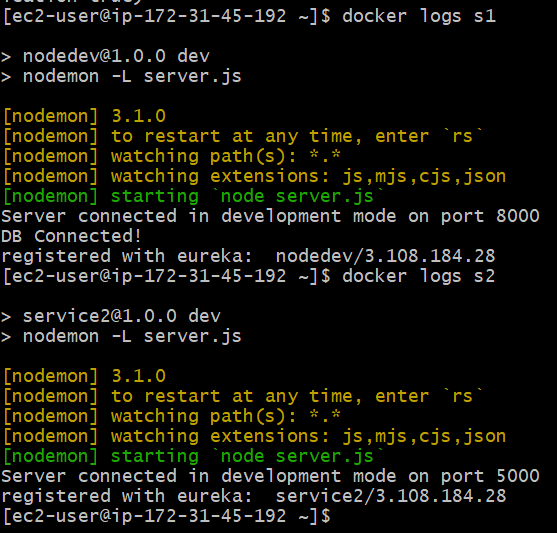 [ec2-user@ip-172-31-45-192 ~]$ docker logs s1
> nodedev@1.0.0 dev
> nodemon -L server.js
[nodemon] 3.1.0
[nodemon] to restart at any time, enter `rs`
[nodemon] watching path(s): *.*
[nodemon] watching extensions: js,mjs,cjs,json
[nodemon] starting `node server.js`
Server connected in development mode on port 8000
DB Connected!
registered with eureka:  nodedev/3.108.184.28
[ec2-user@ip-172-31-45-192 ~]$ docker logs s2
> service2@1.0.0 dev
> nodemon -L server.js
[nodemon] 3.1.0
[nodemon] to restart at any time, enter `rs`
[nodemon] watching path(s): *.*
[nodemon] watching extensions: js,mjs,cjs,json
[nodemon] starting `node server.js`
Server connected in development mode on port 5000
registered with eureka:  service2/3.108.184.28
[ec2-user@ip-172-31-45-192 ~]$